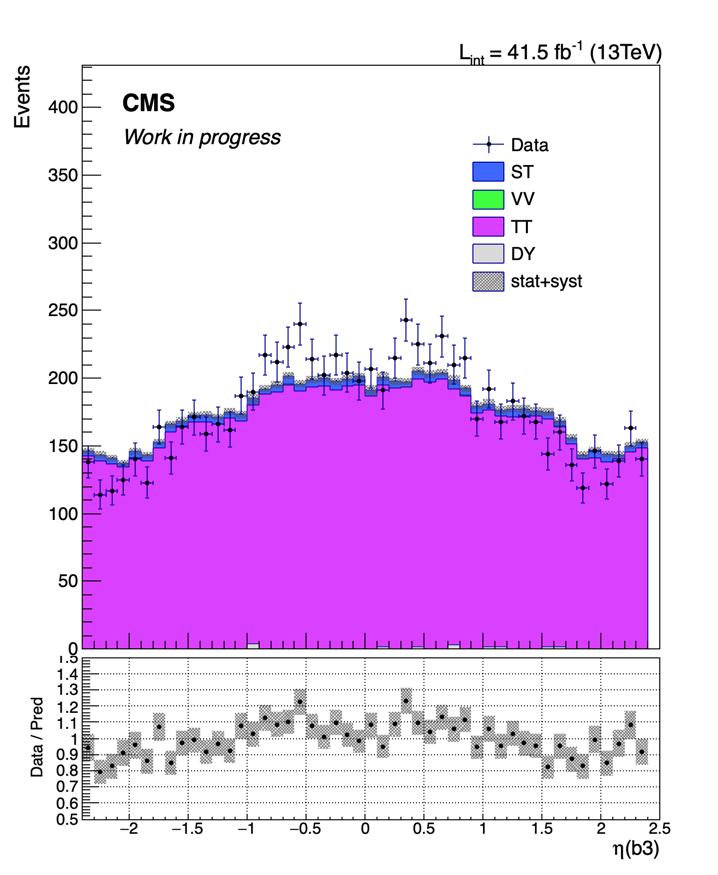 L_int = 41.5 fb⁻¹ (13TeV)
Events
CMS
Work in progress
Data
ST
VV
TT
DY
stat+syst
400
350
300
250
200
150
100
50
0
1.5
1.4
1.3
1.2
1.1
1
0.9
0.8
0.7
0.6
0.5
Data / Pred
−2 −1.5 −1 −0.5 0 0.5 1 1.5 2 2.5
η(b3)